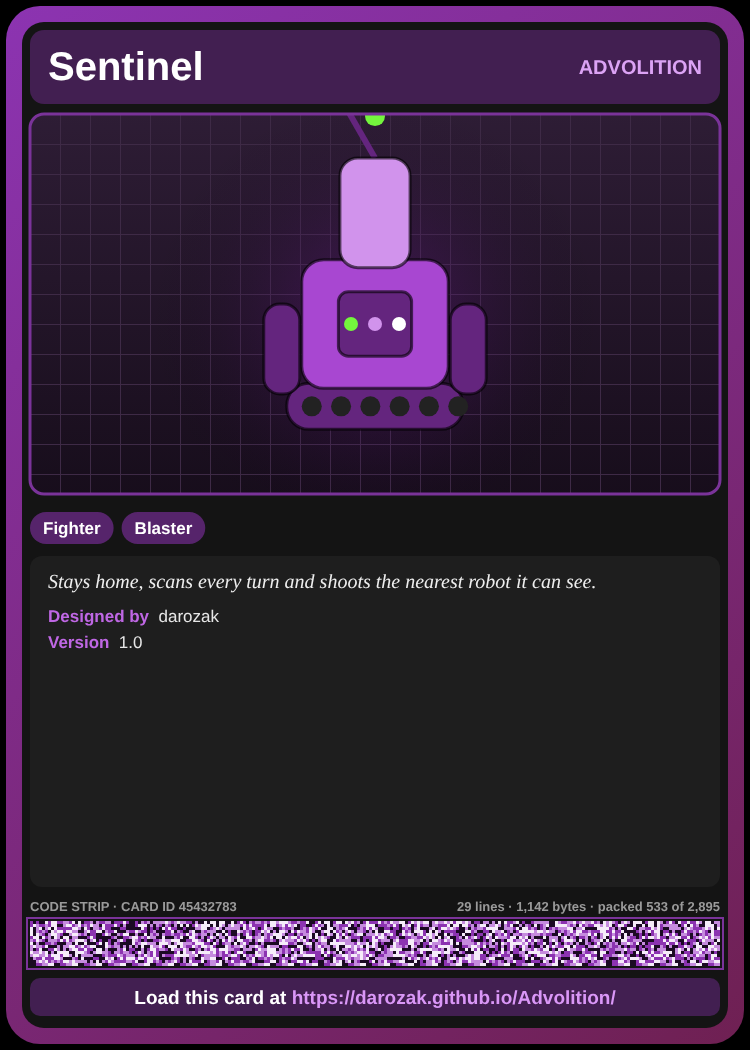 Sentinel
ADVOLITION
Fighter
Blaster
Stays home, scans every turn and shoots the nearest robot it can see.
Designed by darozak
Version 1.0
CODE STRIP · CARD ID 45432783
29 lines · 1,142 bytes · packed 533 of 2,895
Load this card at https://darozak.github.io/Advolition/